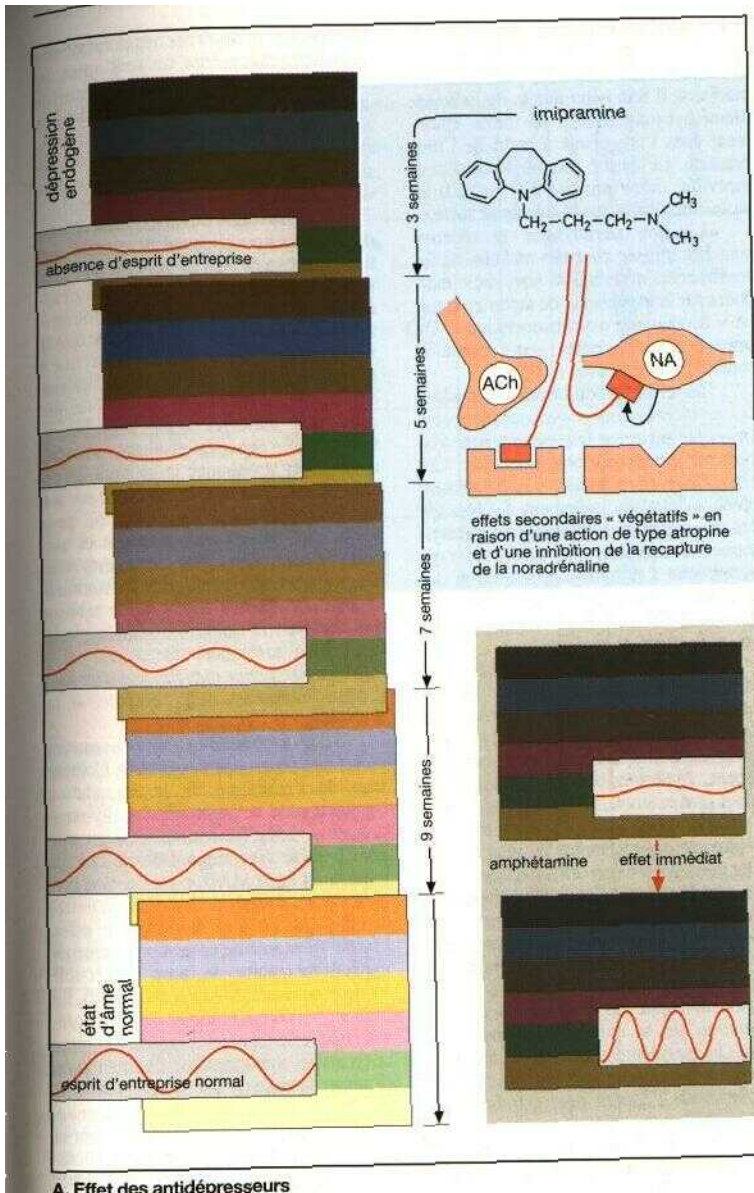 dépression
endogène
absence d'esprit d'entreprise
3 semaines
5 semaines
7 semaines
9 semaines
état
d'âme
normal
esprit d'entreprise normal
imipramine
N
CH₂—CH₂—CH₂—N
CH₃
CH₃
ACh
NA
effets secondaires « végétatifs » en
raison d'une action de type atropine
et d'une inhibition de la recapture
de la noradrénaline
amphétamine effet immédiat
A. Effet des antidépresseurs